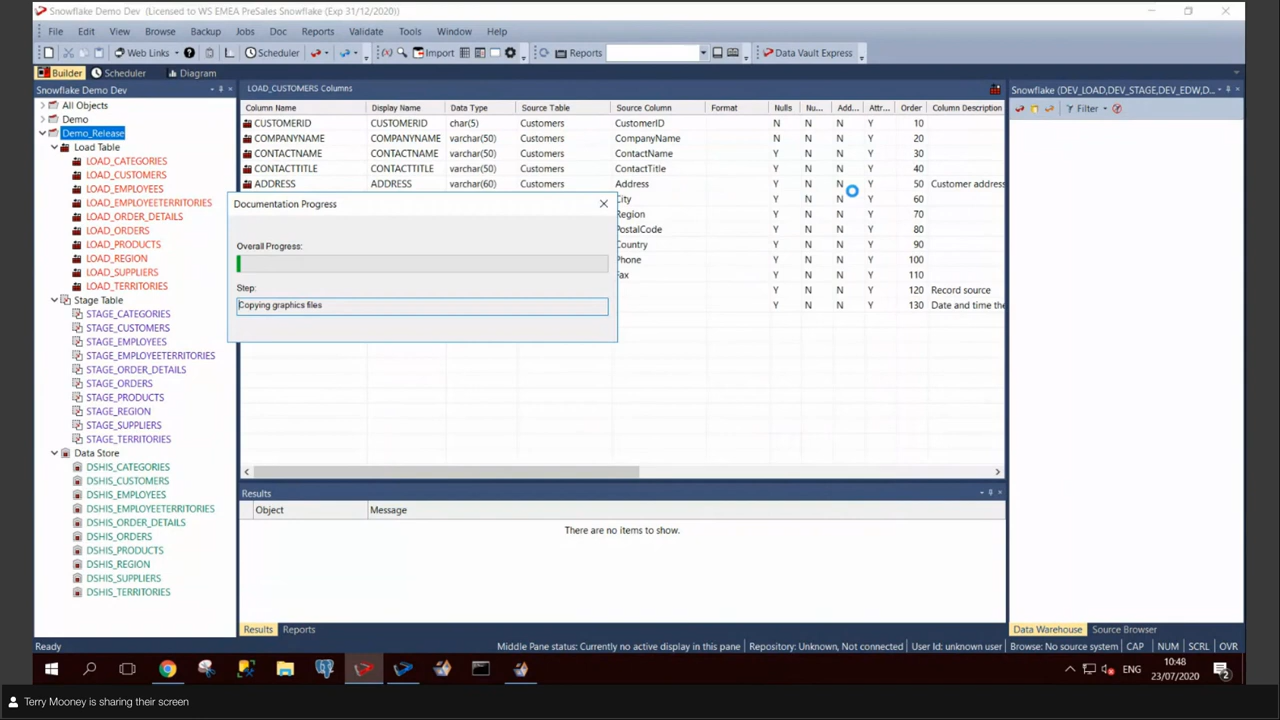 Snowflake Demo Dev (Licensed to WS EMEA PreSales Snowflake (Exp 31/12/2020))
File Edit View Browse Backup Jobs Doc Reports Validate Tools Window Help
Web Links Scheduler Import Reports Data Vault Express
Builder Scheduler Diagram
Snowflake Demo Dev
All Objects
Demo
Demo_Release
Load Table
LOAD_CATEGORIES
LOAD_CUSTOMERS
LOAD_EMPLOYEES
LOAD_EMPLOYEETERRITORIES
LOAD_ORDER_DETAILS
LOAD_ORDERS
LOAD_PRODUCTS
LOAD_REGION
LOAD_SUPPLIERS
LOAD_TERRITORIES
Stage Table
STAGE_CATEGORIES
STAGE_CUSTOMERS
STAGE_EMPLOYEES
STAGE_EMPLOYEETERRITORIES
STAGE_ORDER_DETAILS
STAGE_ORDERS
STAGE_PRODUCTS
STAGE_REGION
STAGE_SUPPLIERS
STAGE_TERRITORIES
Data Store
DSHIS_CATEGORIES
DSHIS_CUSTOMERS
DSHIS_EMPLOYEES
DSHIS_EMPLOYEETERRITORIES
DSHIS_ORDER_DETAILS
DSHIS_ORDERS
DSHIS_PRODUCTS
DSHIS_REGION
DSHIS_SUPPLIERS
DSHIS_TERRITORIES
LOAD_CUSTOMERS Columns
Column Name Display Name Data Type Source Table Source Column Format Nulls Nu... Add... Attr... Order Column Description
CUSTOMERID CUSTOMERID char(5) Customers CustomerID N N N Y 10
COMPANYNAME COMPANYNAME varchar(50) Customers CompanyName N N N Y 20
CONTACTNAME CONTACTNAME varchar(50) Customers ContactName Y N N Y 30
CONTACTTITLE CONTACTTITLE varchar(50) Customers ContactTitle Y N N Y 40
ADDRESS ADDRESS varchar(60) Customers Address Y N N Y 50 Customer address
City Y N N Y 60
Region Y N N Y 70
PostalCode Y N N Y 80
Country Y N N Y 90
Phone Y N N Y 100
Fax Y N N Y 110
Y N N Y 120 Record source
Y N N Y 130 Date and time the
Documentation Progress
Overall Progress:
Step:
Copying graphics files
Results
Object Message
There are no items to show.
Results Reports
Snowflake (DEV_LOAD,DEV_STAGE,DEV_EDW,D...
Filter
Data Warehouse Source Browser
Ready Middle Pane status: Currently no active display in this pane Repository: Unknown, Not connected User Id: unknown user Browse: No source system CAP NUM SCRL OVR
ENG 10:48
23/07/2020
2
Terry Mooney is sharing their screen